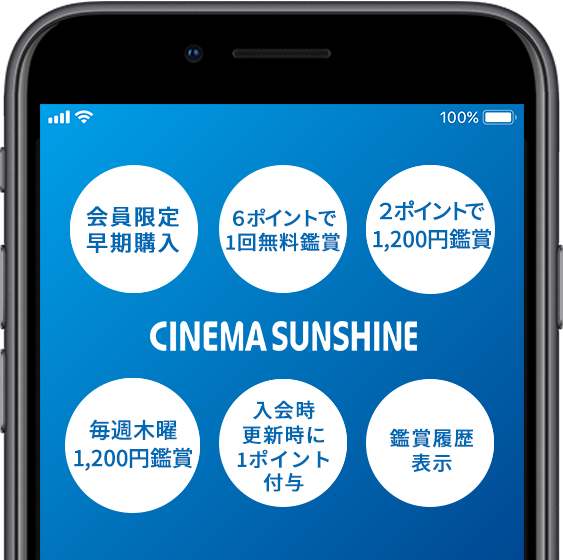 100%
会員限定
早期購入
６ポイントで
1回無料鑑賞
２ポイントで
1,200円鑑賞
CINEMA SUNSHINE
毎週木曜
1,200円鑑賞
入会時
更新時に
1ポイント
付与
鑑賞履歴
表示